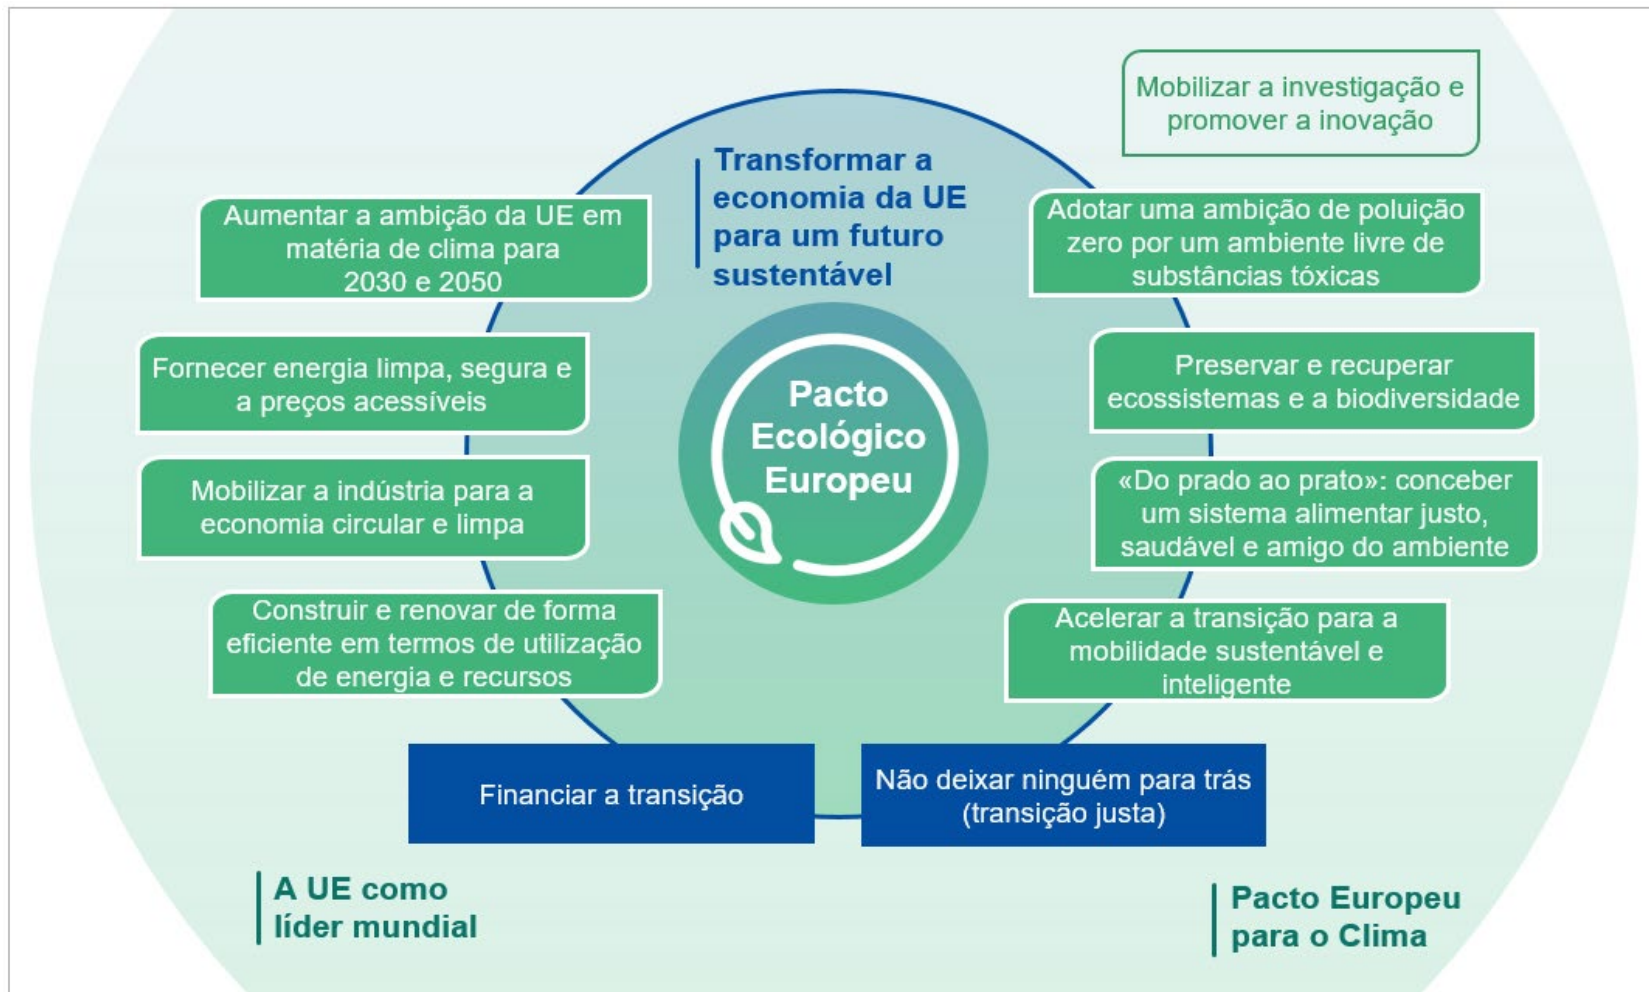 Mobilizar a investigação e
promover a inovação
Transformar a
economia da UE
para um futuro
sustentável
Aumentar a ambição da UE em
matéria de clima para
2030 e 2050
Adotar uma ambição de poluição
zero por um ambiente livre de
substâncias tóxicas
Fornecer energia limpa, segura e
a preços acessíveis
Preservar e recuperar
ecossistemas e a biodiversidade
Pacto
Ecológico
Europeu
Mobilizar a indústria para a
economia circular e limpa
«Do prado ao prato»: conceber
um sistema alimentar justo,
saudável e amigo do ambiente
Construir e renovar de forma
eficiente em termos de utilização
de energia e recursos
Acelerar a transição para a
mobilidade sustentável e
inteligente
Financiar a transição
Não deixar ninguém para trás
(transição justa)
A UE como
líder mundial
Pacto Europeu
para o Clima